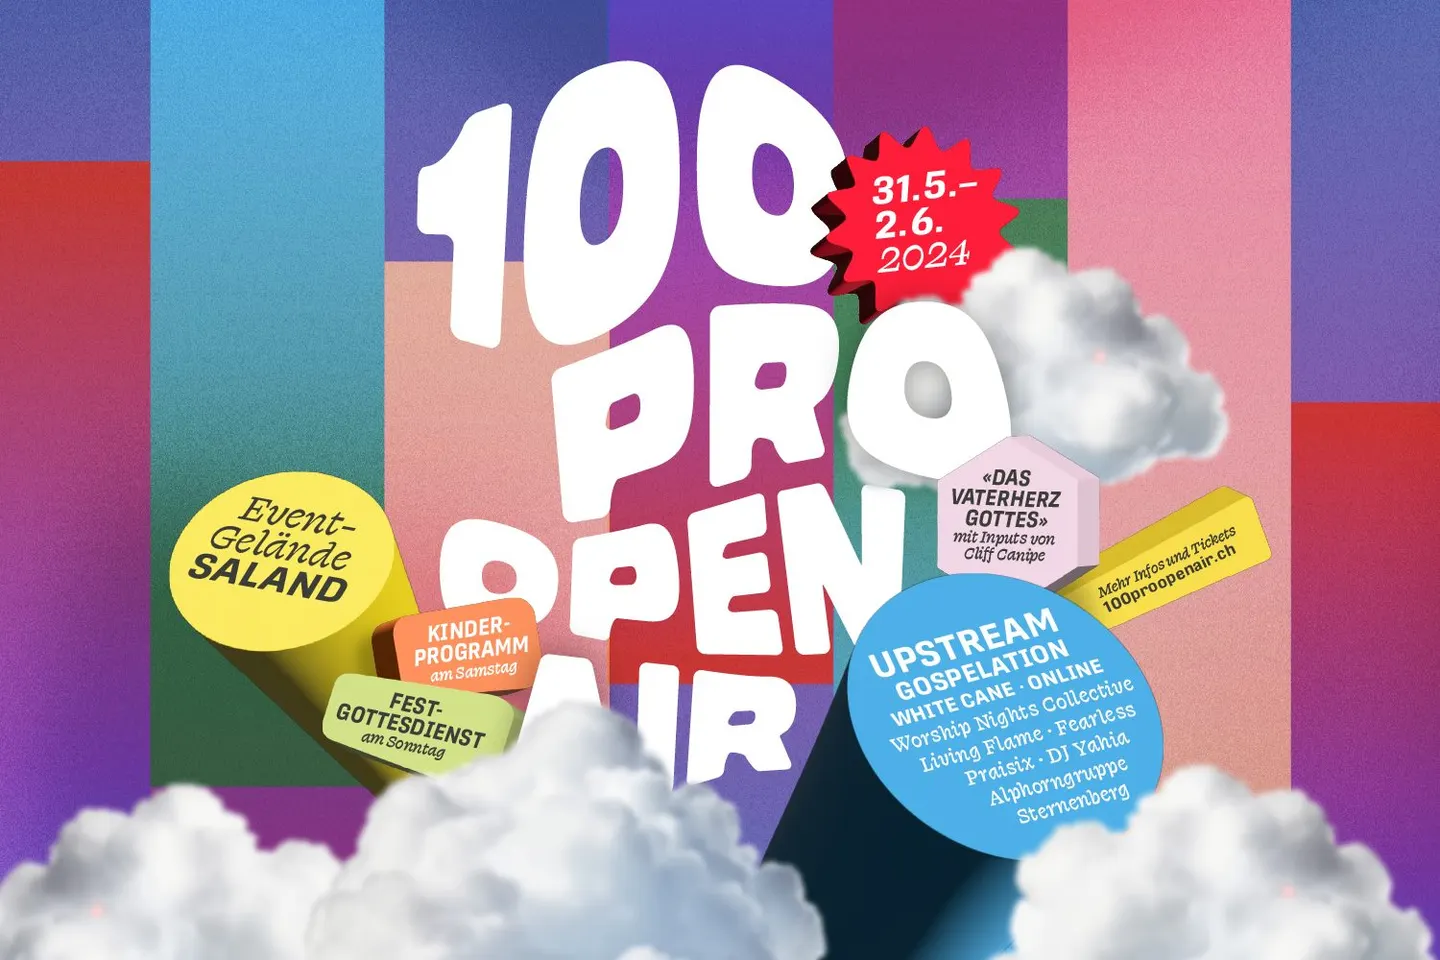 100
PRO
OPEN
AIR
31.5.–
2.6.
2024
«DAS
VATERHERZ
GOTTES»
mit Inputs von
Cliff Canipe
Mehr Infos und Tickets
100proopenair.ch
Event-
Gelände
SALAND
KINDER-
PROGRAMM
am Samstag
FEST-
GOTTESDIENST
am Sonntag
UPSTREAM
GOSPELATION
WHITE CANE · ONLINE
Worship Nights Collective
Living Flame · Fearless
Praisix · DJ Yahia
Alphorngruppe
Sternenberg